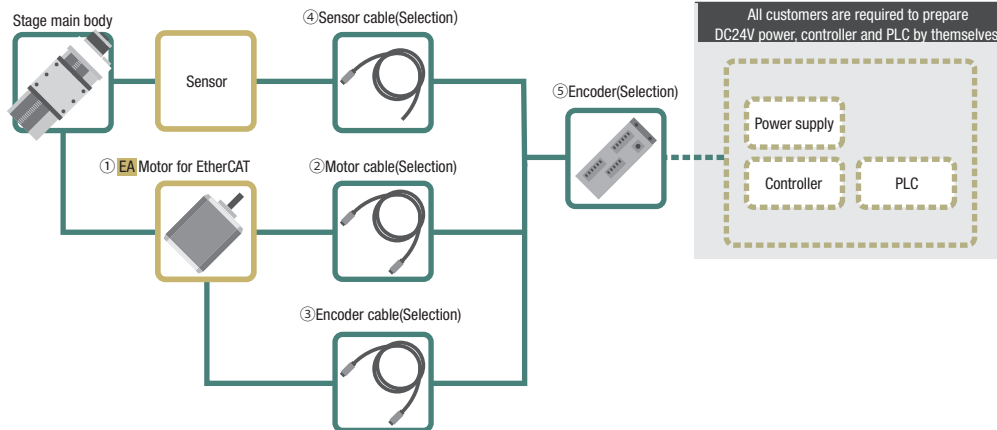 Stage main body
④Sensor cable(Selection)
All customers are required to prepare
DC24V power, controller and PLC by themselves
Sensor
⑤Encoder(Selection)
Power supply
① EA Motor for EtherCAT
②Motor cable(Selection)
Controller
PLC
③Encoder cable(Selection)